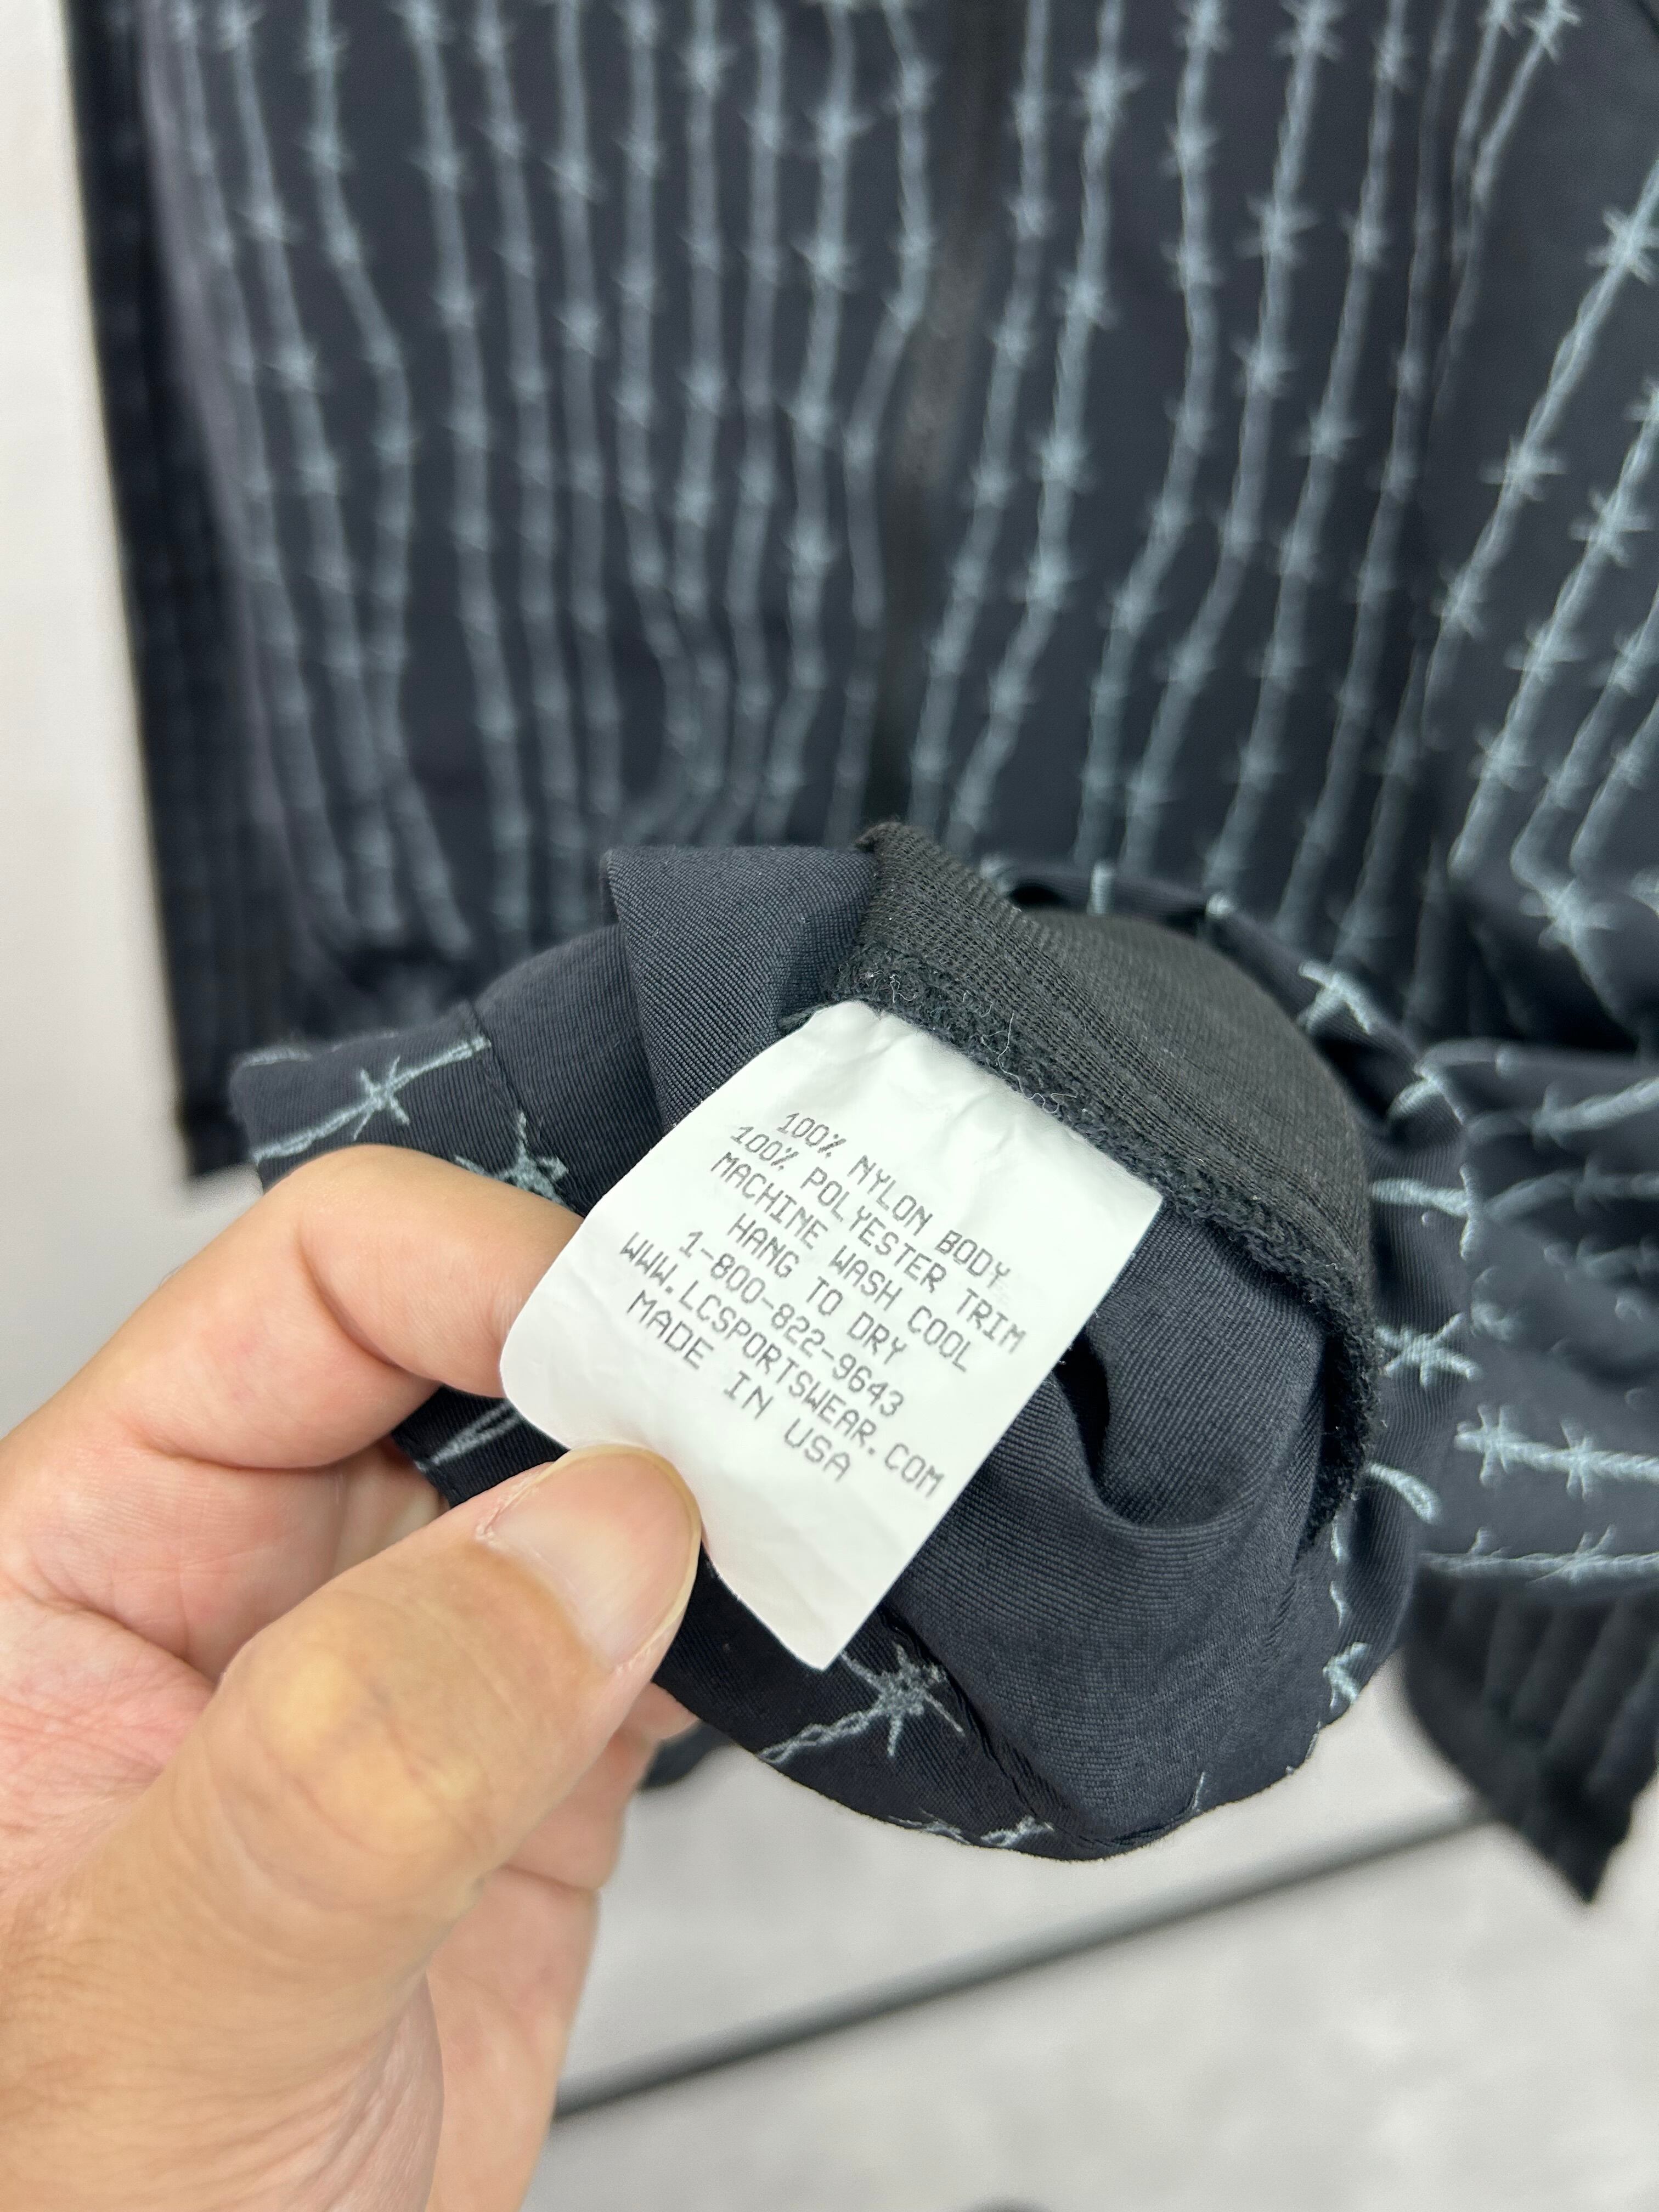 100% NYLON BODY
100% POLYESTER TRIM
MACHINE WASH COOL
HANG TO DRY
1-800-822-9643
WWW.LCSPORTSWEAR.COM
MADE IN USA